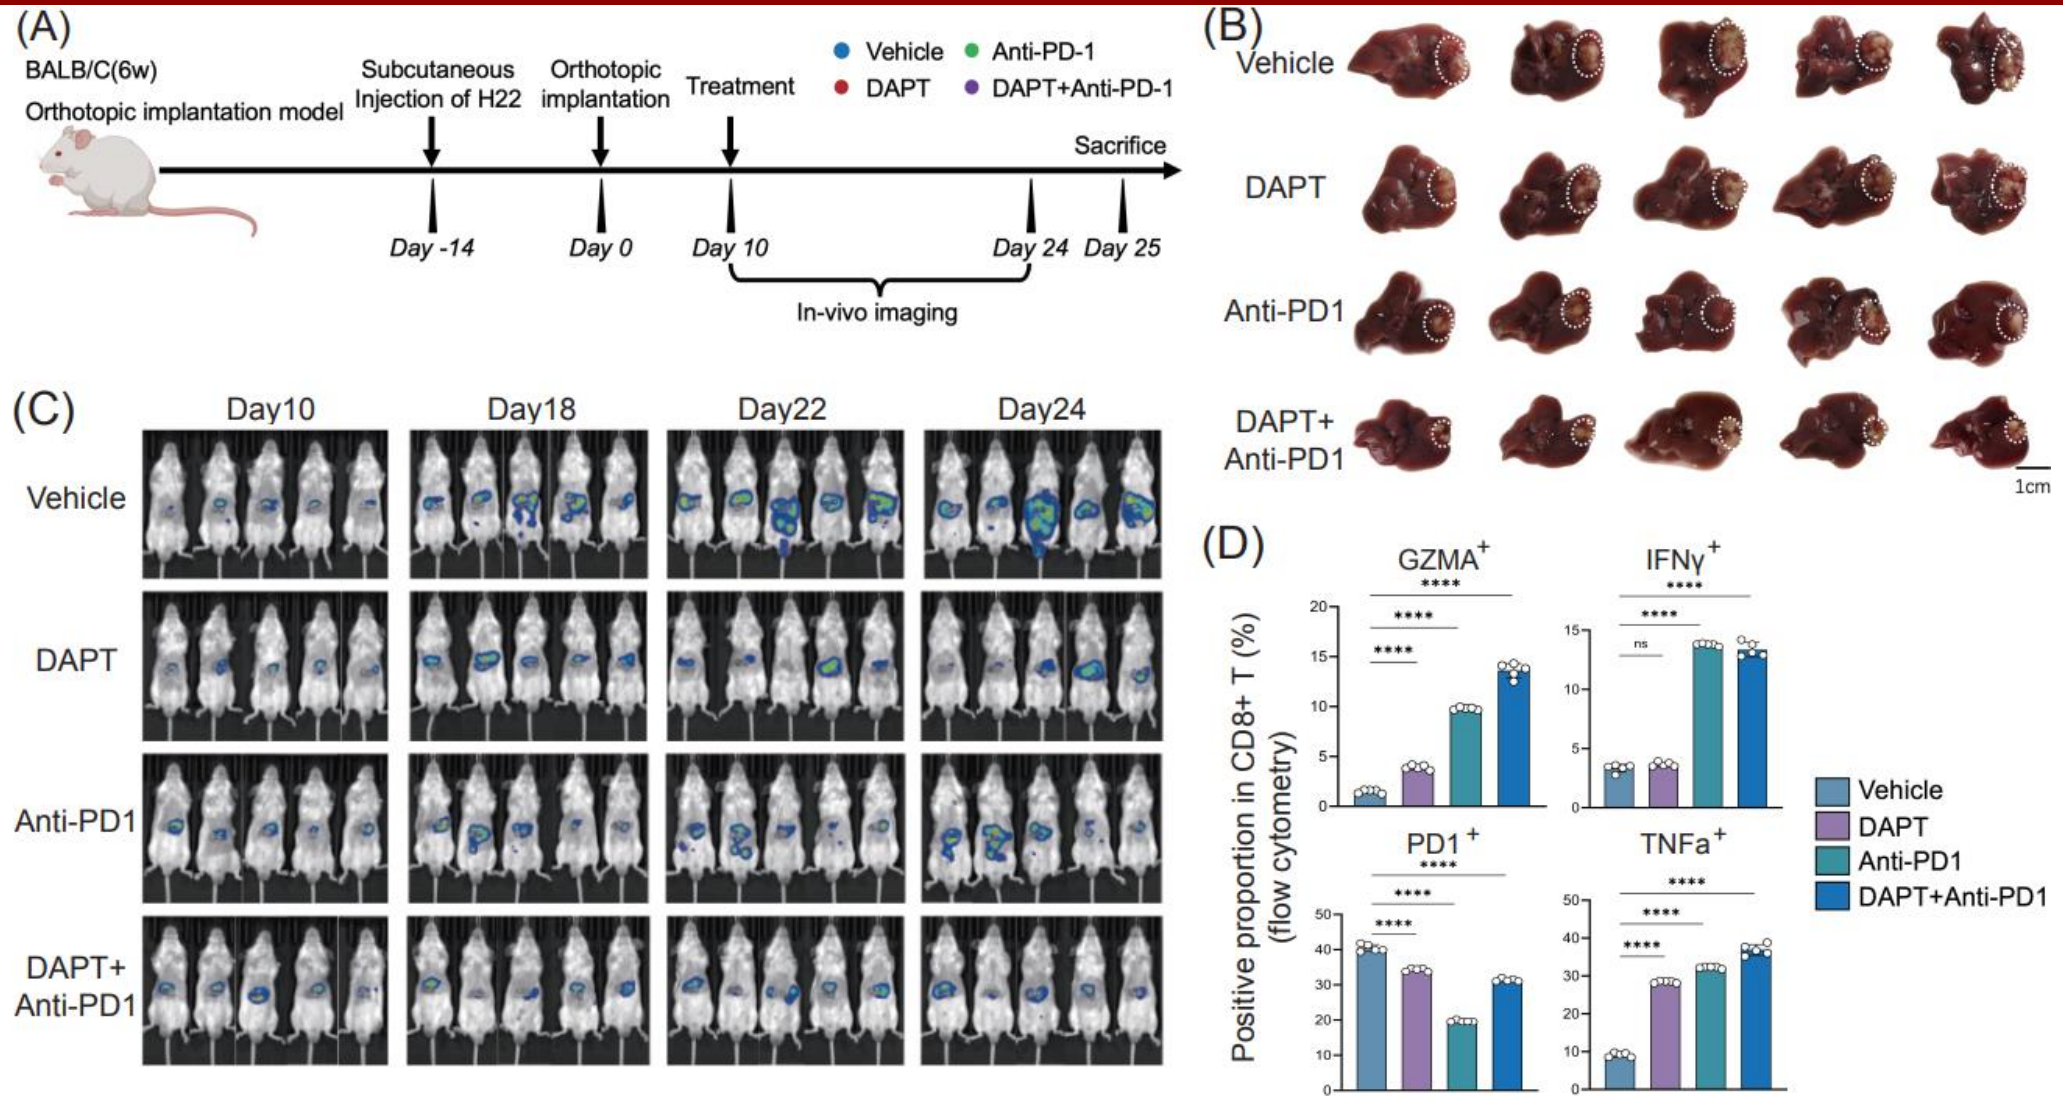 (A)
BALB/C(6w)
Orthotopic implantation model
Subcutaneous
Injection of H22
Orthotopic
implantation
Treatment
Vehicle
Anti-PD-1
DAPT
DAPT+Anti-PD-1
Sacrifice
Day -14
Day 0
Day 10
Day 24
Day 25
In-vivo imaging
(B)
Vehicle
DAPT
Anti-PD1
DAPT+
Anti-PD1
1cm
(C)
Day10
Day18
Day22
Day24
Vehicle
DAPT
Anti-PD1
DAPT+
Anti-PD1
(D)
Positive proportion in CD8+ T (%)
(flow cytometry)
GZMA+
****
****
****
20
15
10
5
0
IFNγ+
****
****
ns
15
10
5
0
PD1+
****
****
****
50
40
30
20
10
0
TNFa+
****
****
****
50
40
30
20
10
0
Vehicle
DAPT
Anti-PD1
DAPT+Anti-PD1